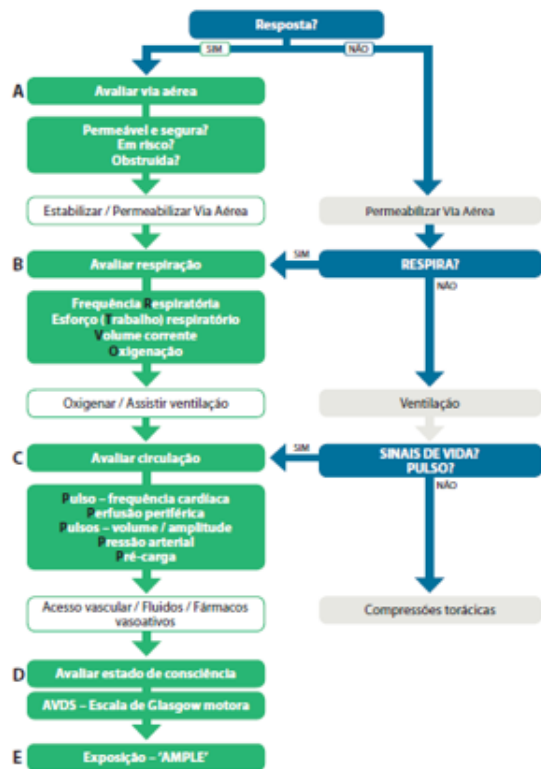 Resposta?
SIM
NÃO
A
Avaliar via aérea
Permeável e segura?
Em risco?
Obstruída?
Estabilizar / Permeabilizar Via Aérea
Permeabilizar Via Aérea
B
Avaliar respiração
SIM
RESPIRA?
NÃO
Frequência Respiratória
Esforço (Trabalho) respiratório
Volume corrente
Oxigenação
Oxigenar / Assistir ventilação
Ventilação
C
Avaliar circulação
SIM
SINAIS DE VIDA?
PULSO?
NÃO
Pulso – frequência cardíaca
Perfusão periférica
Pulsos – volume / amplitude
Pressão arterial
Pré-carga
Acesso vascular / Fluidos / Fármacos
vasoativos
Compressões torácicas
D
Avaliar estado de consciência
AVDS – Escala de Glasgow motora
E
Exposição – ‘AMPLE’